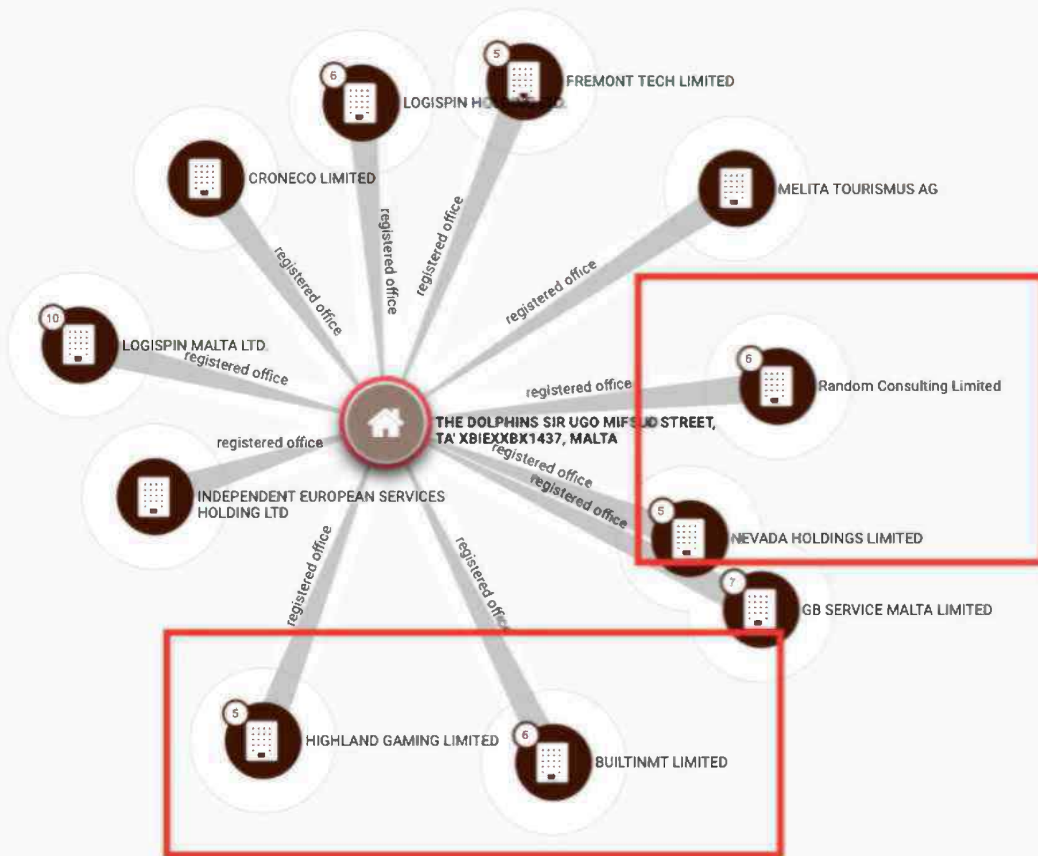 5
FREMONT TECH LIMITED
6
LOGISPIN HOLDING LTD.
CRONECO LIMITED
MELITA TOURISMUS AG
registered office
registered office
registered office
registered office
10
LOGISPIN MALTA LTD.
registered office
6
Random Consulting Limited
registered office
THE DOLPHINS SIR UGO MIFSUD STREET,
TA' XBIEXXBX1437, MALTA
registered office
registered office
registered office
INDEPENDENT EUROPEAN SERVICES
HOLDING LTD
5
NEVADA HOLDINGS LIMITED
registered office
registered office
7
GB SERVICE MALTA LIMITED
5
HIGHLAND GAMING LIMITED
6
BUILTINMT LIMITED